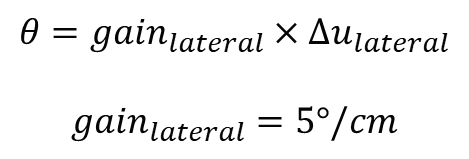 θ = gain_lateral × Δu_lateral
gain_lateral = 5°/cm